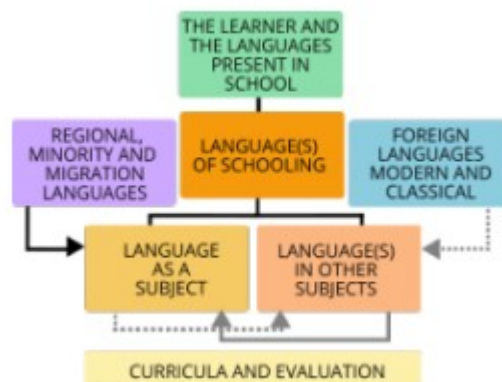 THE LEARNER AND
THE LANGUAGES
PRESENT IN
SCHOOL
REGIONAL,
MINORITY AND
MIGRATION
LANGUAGES
LANGUAGE(S)
OF SCHOOLING
FOREIGN
LANGUAGES
MODERN AND
CLASSICAL
LANGUAGE
AS A
SUBJECT
LANGUAGE(S)
IN OTHER
SUBJECTS
CURRICULA AND EVALUATION